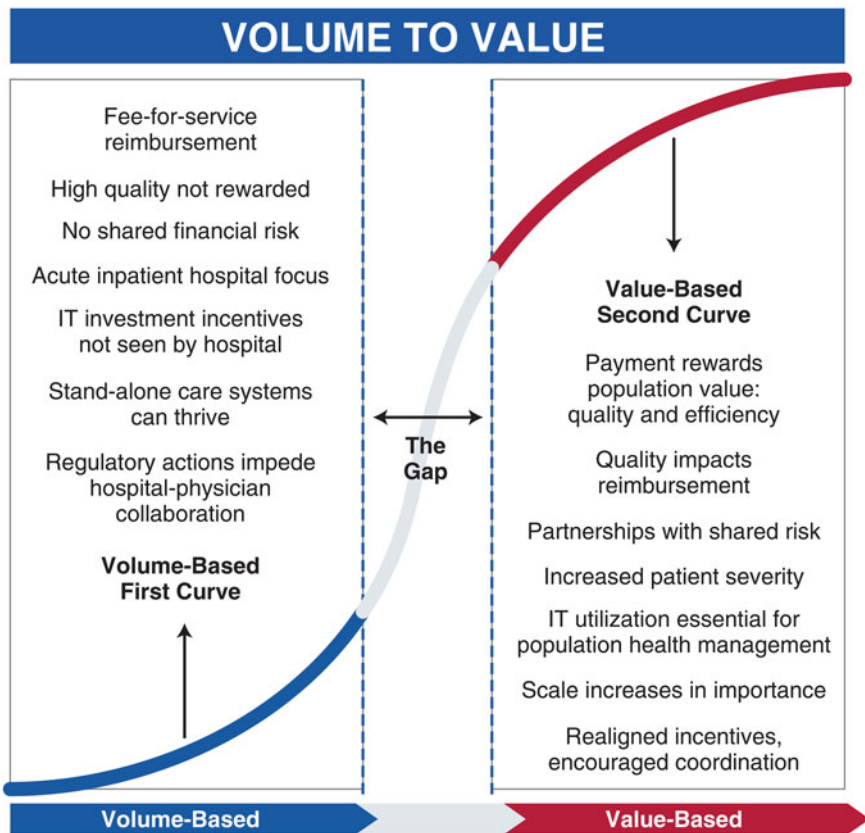 VOLUME TO VALUE
Fee-for-service
reimbursement
High quality not rewarded
No shared financial risk
Acute inpatient hospital focus
IT investment incentives
not seen by hospital
Stand-alone care systems
can thrive
Regulatory actions impede
hospital-physician
collaboration
Volume-Based
First Curve
The
Gap
Value-Based
Second Curve
Payment rewards
population value:
quality and efficiency
Quality impacts
reimbursement
Partnerships with shared risk
Increased patient severity
IT utilization essential for
population health management
Scale increases in importance
Realigned incentives,
encouraged coordination
Volume-Based
Value-Based